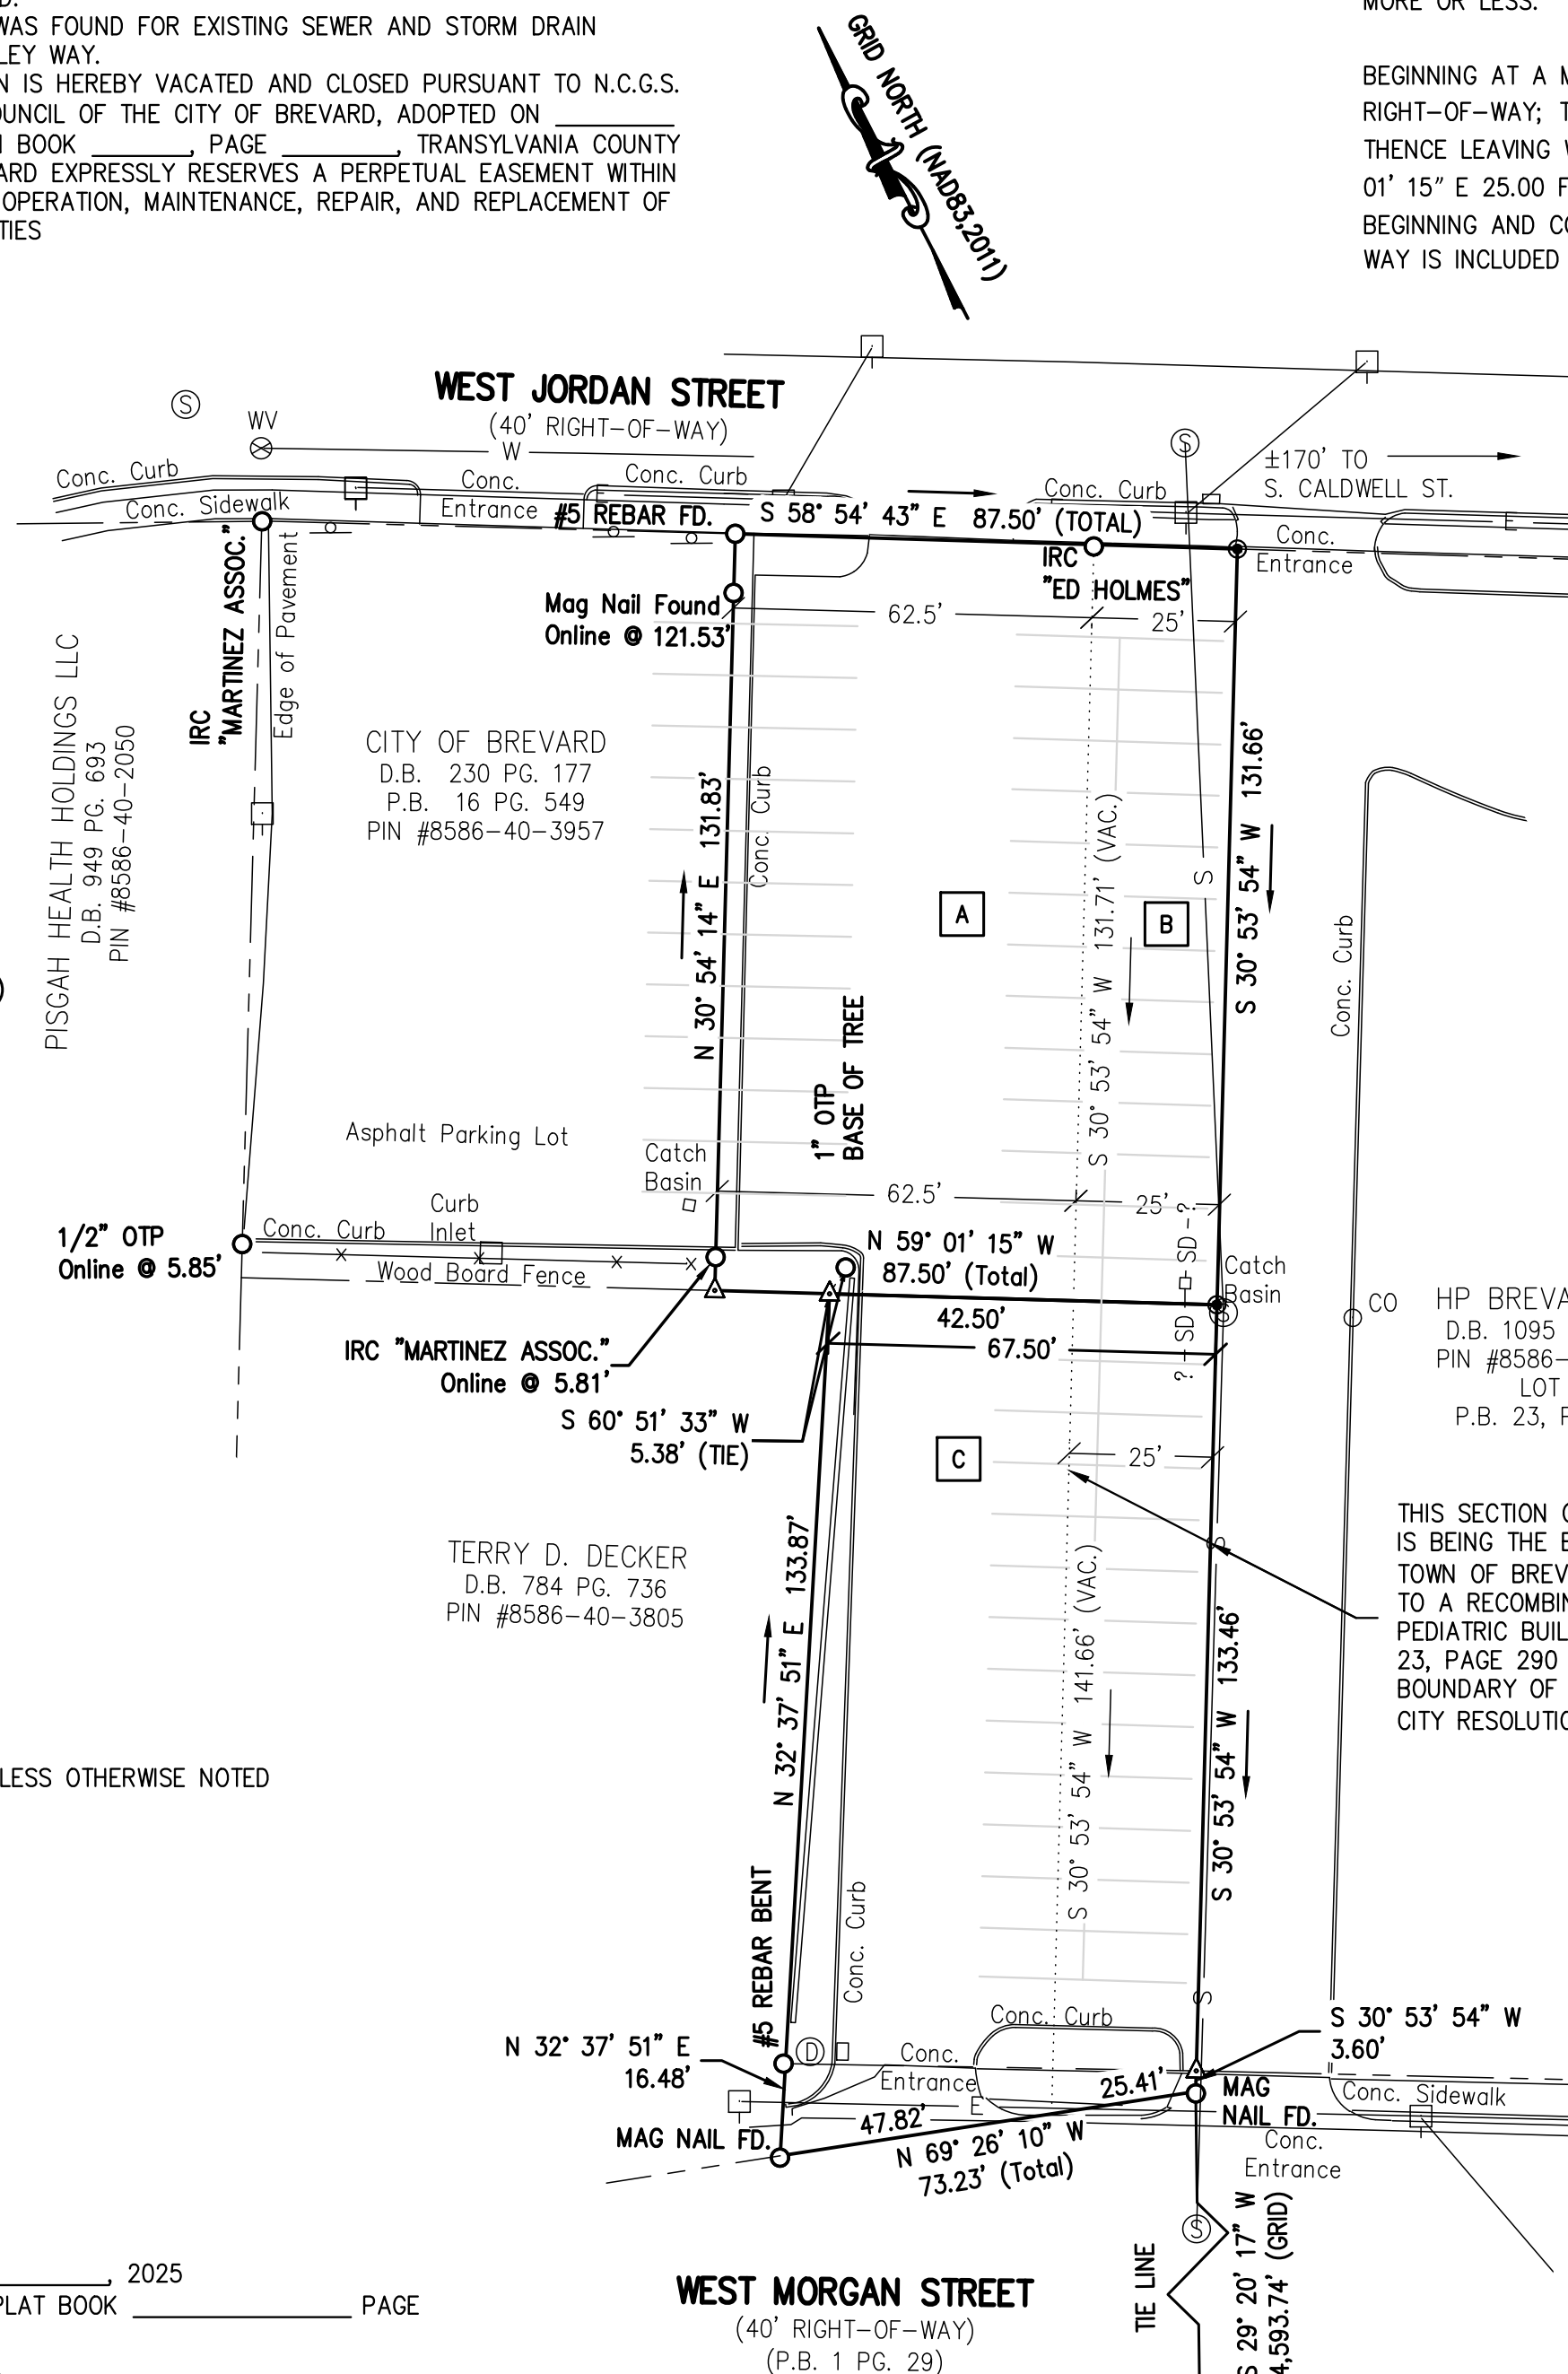 WAS FOUND FOR EXISTING SEWER AND STORM DRAIN
LEY WAY.
N IS HEREBY VACATED AND CLOSED PURSUANT TO N.C.G.S.
OUNCIL OF THE CITY OF BREVARD, ADOPTED ON
BOOK ________, PAGE _________, TRANSYLVANIA COUNTY
ARD EXPRESSLY RESERVES A PERPETUAL EASEMENT WITHIN
OPERATION, MAINTENANCE, REPAIR, AND REPLACEMENT OF
TIES
GRID NORTH (NAD83,2011)
MORE OR LESS.
BEGINNING AT A M
RIGHT-OF-WAY; T
THENCE LEAVING W
01' 15" E 25.00 F
BEGINNING AND CO
WAY IS INCLUDED
WEST JORDAN STREET
(40' RIGHT-OF-WAY)
S
WV
W
S
±170' TO
S. CALDWELL ST.
Conc. Curb
Conc. Sidewalk
Conc.
Entrance
Conc. Curb
E
#5 REBAR FD.
S 58° 54' 43" E 87.50' (TOTAL)
Conc. Curb
Conc.
Entrance
E
IRC
"ED HOLMES"
Mag Nail Found
Online @ 121.53'
62.5'
25'
IRC
"MARTINEZ ASSOC."
Edge of Pavement
PISGAH HEALTH HOLDINGS LLC
D.B. 949 PG. 693
PIN #8586-40-2050
CITY OF BREVARD
D.B. 230 PG. 177
P.B. 16 PG. 549
PIN #8586-40-3957
N 30° 54' 14" E 131.83'
Conc. Curb
A
S 30° 53' 54" W 131.71' (VAC.)
B
S
S 30° 53' 54" W 131.66'
Conc. Curb
1" OTP
BASE OF TREE
Asphalt Parking Lot
Catch
Basin
62.5'
25'
Curb
Inlet
Conc. Curb
1/2" OTP
Online @ 5.85'
Wood Board Fence
N 59° 01' 15" W
87.50' (Total)
?-SD-SD-?
Catch
Basin
S
42.50'
67.50'
IRC "MARTINEZ ASSOC."
Online @ 5.81'
S 60° 51' 33" W
5.38' (TIE)
CO
HP BREVA
D.B. 1095
PIN #8586-
LOT
P.B. 23, P
C
25'
TERRY D. DECKER
D.B. 784 PG. 736
PIN #8586-40-3805
N 32° 37' 51" E 133.87'
S 30° 53' 54" W 141.66' (VAC.)
S
S 30° 53' 54" W 133.46'
THIS SECTION O
IS BEING THE E
TOWN OF BREV
TO A RECOMBIN
PEDIATRIC BUIL
23, PAGE 290
BOUNDARY OF
CITY RESOLUTIO
LESS OTHERWISE NOTED
#5 REBAR BENT
Conc. Curb
S
N 32° 37' 51" E
16.48'
D
Conc.
Entrance
Conc. Curb
S 30° 53' 54" W
3.60'
25.41'
MAG
NAIL FD.
Conc. Sidewalk
E
47.82'
MAG NAIL FD.
N 69° 26' 10" W
73.23' (Total)
Conc.
Entrance
S
TIE LINE
S 29° 20' 17" W
4,593.74' (GRID)
__________, 2025
PLAT BOOK __________________ PAGE
WEST MORGAN STREET
(40' RIGHT-OF-WAY)
(P.B. 1 PG. 29)